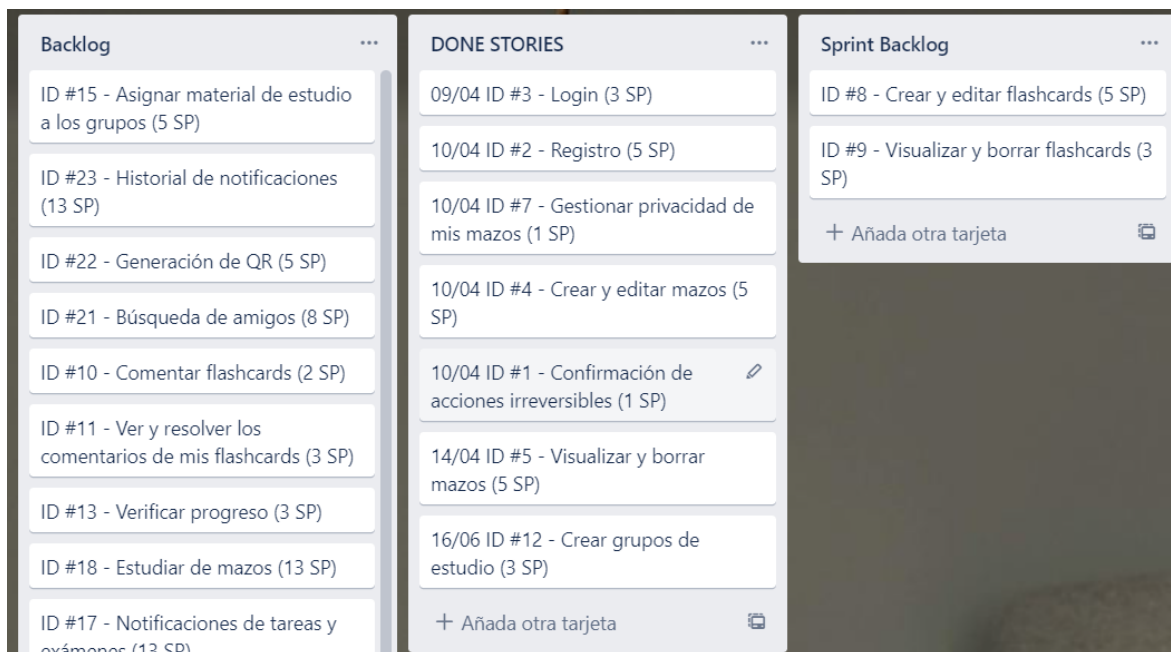 Backlog
ID #15 - Asignar material de estudio
a los grupos (5 SP)
ID #23 - Historial de notificaciones
(13 SP)
ID #22 - Generación de QR (5 SP)
ID #21 - Búsqueda de amigos (8 SP)
ID #10 - Comentar flashcards (2 SP)
ID #11 - Ver y resolver los
comentarios de mis flashcards (3 SP)
ID #13 - Verificar progreso (3 SP)
ID #18 - Estudiar de mazos (13 SP)
ID #17 - Notificaciones de tareas y
exámenes (13 SP)
DONE STORIES
09/04 ID #3 - Login (3 SP)
10/04 ID #2 - Registro (5 SP)
10/04 ID #7 - Gestionar privacidad de
mis mazos (1 SP)
10/04 ID #4 - Crear y editar mazos (5
SP)
10/04 ID #1 - Confirmación de
acciones irreversibles (1 SP)
14/04 ID #5 - Visualizar y borrar
mazos (5 SP)
16/06 ID #12 - Crear grupos de
estudio (3 SP)
+ Añada otra tarjeta
Sprint Backlog
ID #8 - Crear y editar flashcards (5 SP)
ID #9 - Visualizar y borrar flashcards (3
SP)
+ Añada otra tarjeta